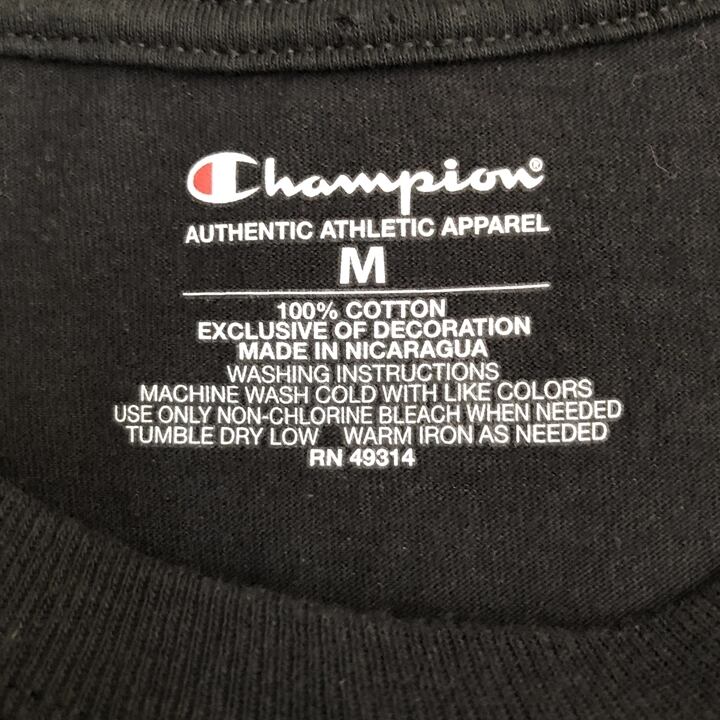 Champion®
AUTHENTIC ATHLETIC APPAREL
M
100% COTTON
EXCLUSIVE OF DECORATION
MADE IN NICARAGUA
WASHING INSTRUCTIONS
MACHINE WASH COLD WITH LIKE COLORS
USE ONLY NON-CHLORINE BLEACH WHEN NEEDED
TUMBLE DRY LOW WARM IRON AS NEEDED
RN 49314